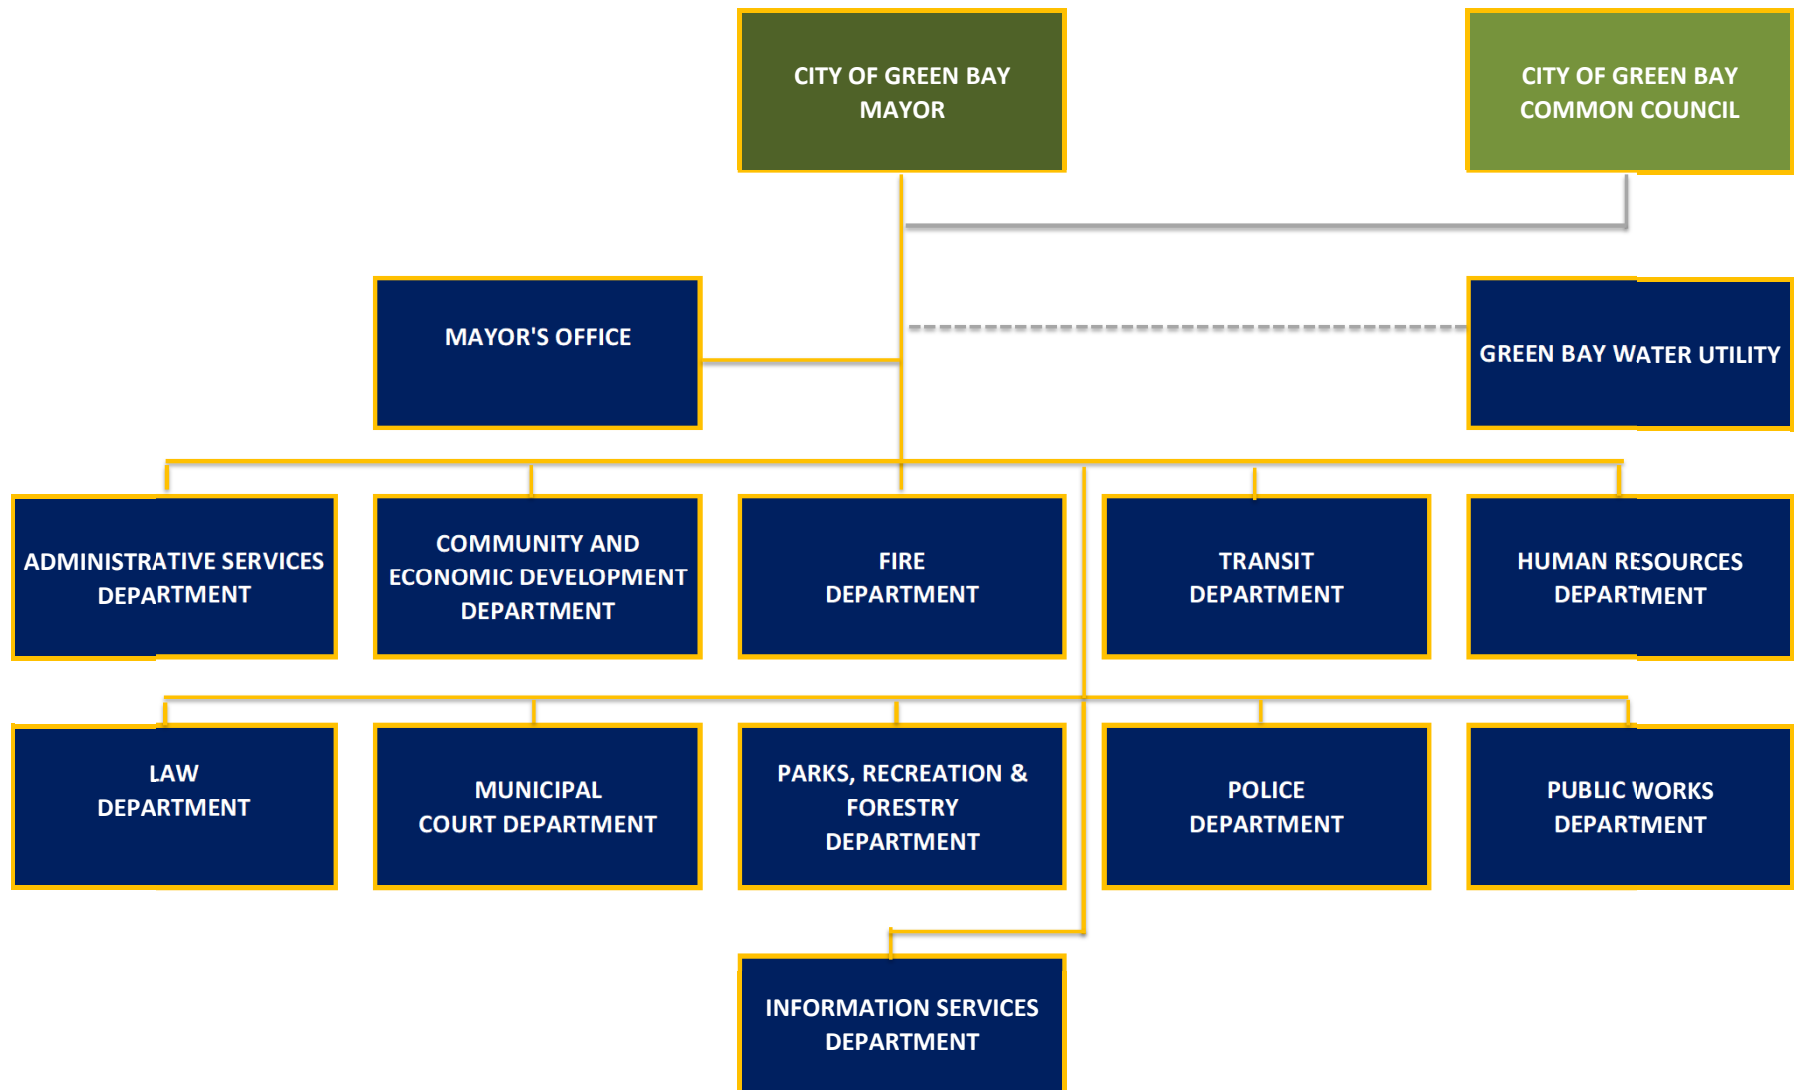 CITY OF GREEN BAY
MAYOR
CITY OF GREEN BAY
COMMON COUNCIL
MAYOR'S OFFICE
GREEN BAY WATER UTILITY
ADMINISTRATIVE SERVICES
DEPARTMENT
COMMUNITY AND
ECONOMIC DEVELOPMENT
DEPARTMENT
FIRE
DEPARTMENT
TRANSIT
DEPARTMENT
HUMAN RESOURCES
DEPARTMENT
LAW
DEPARTMENT
MUNICIPAL
COURT DEPARTMENT
PARKS, RECREATION &
FORESTRY
DEPARTMENT
POLICE
DEPARTMENT
PUBLIC WORKS
DEPARTMENT
INFORMATION SERVICES
DEPARTMENT